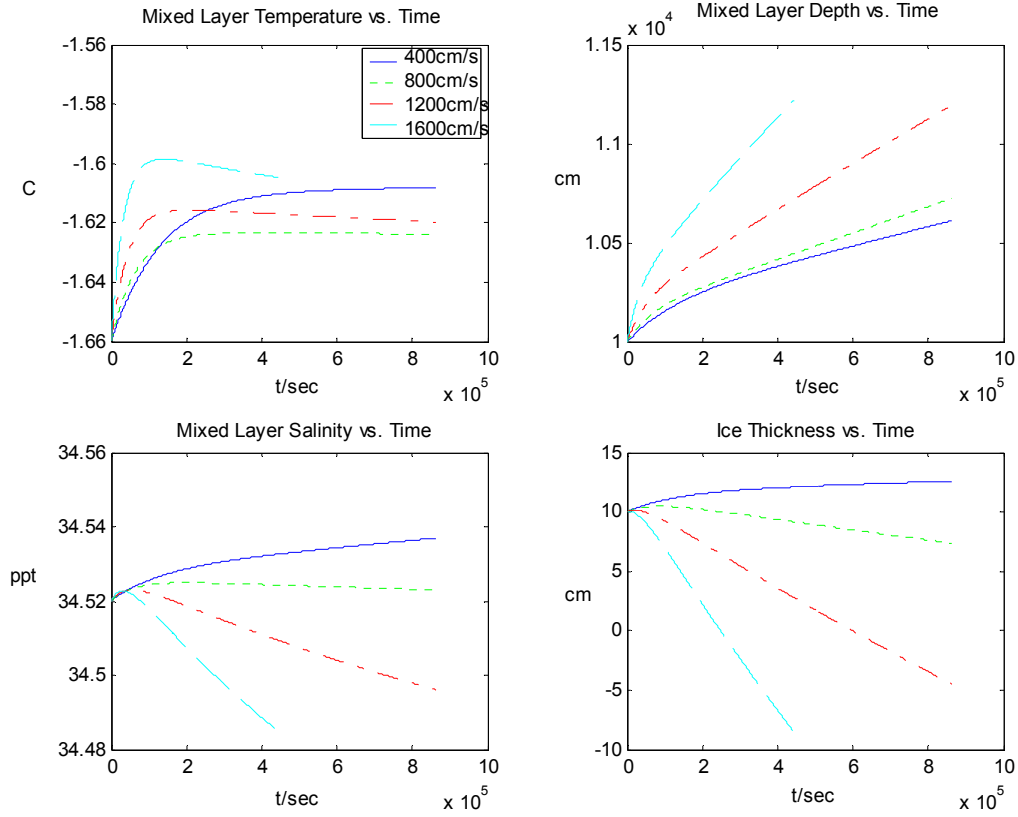 Mixed Layer Temperature vs. Time
-1.56
-1.58
-1.6
-1.62
-1.64
-1.66
C
400cm/s
800cm/s
1200cm/s
1600cm/s
0 2 4 6 8 10
t/sec
x 10^5
Mixed Layer Depth vs. Time
x 10^4
1.15
1.1
1.05
1
cm
0 2 4 6 8 10
t/sec
x 10^5
Mixed Layer Salinity vs. Time
34.56
34.54
34.52
34.5
34.48
ppt
0 2 4 6 8 10
t/sec
x 10^5
Ice Thickness vs. Time
15
10
5
0
-5
-10
cm
0 2 4 6 8 10
t/sec
x 10^5